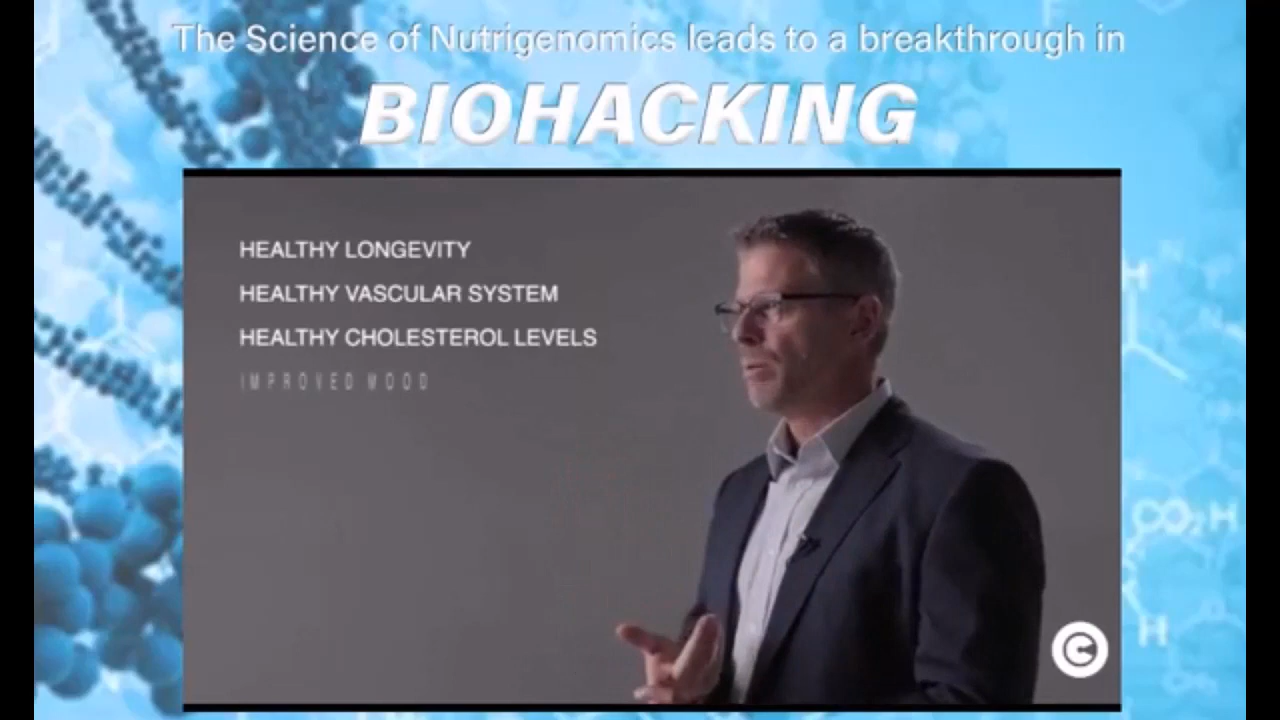 The Science of Nutrigenomics leads to a breakthrough in
BIOHACKING
HEALTHY LONGEVITY
HEALTHY VASCULAR SYSTEM
HEALTHY CHOLESTEROL LEVELS
IMPROVED MOOD
H
CO₂H
H
C